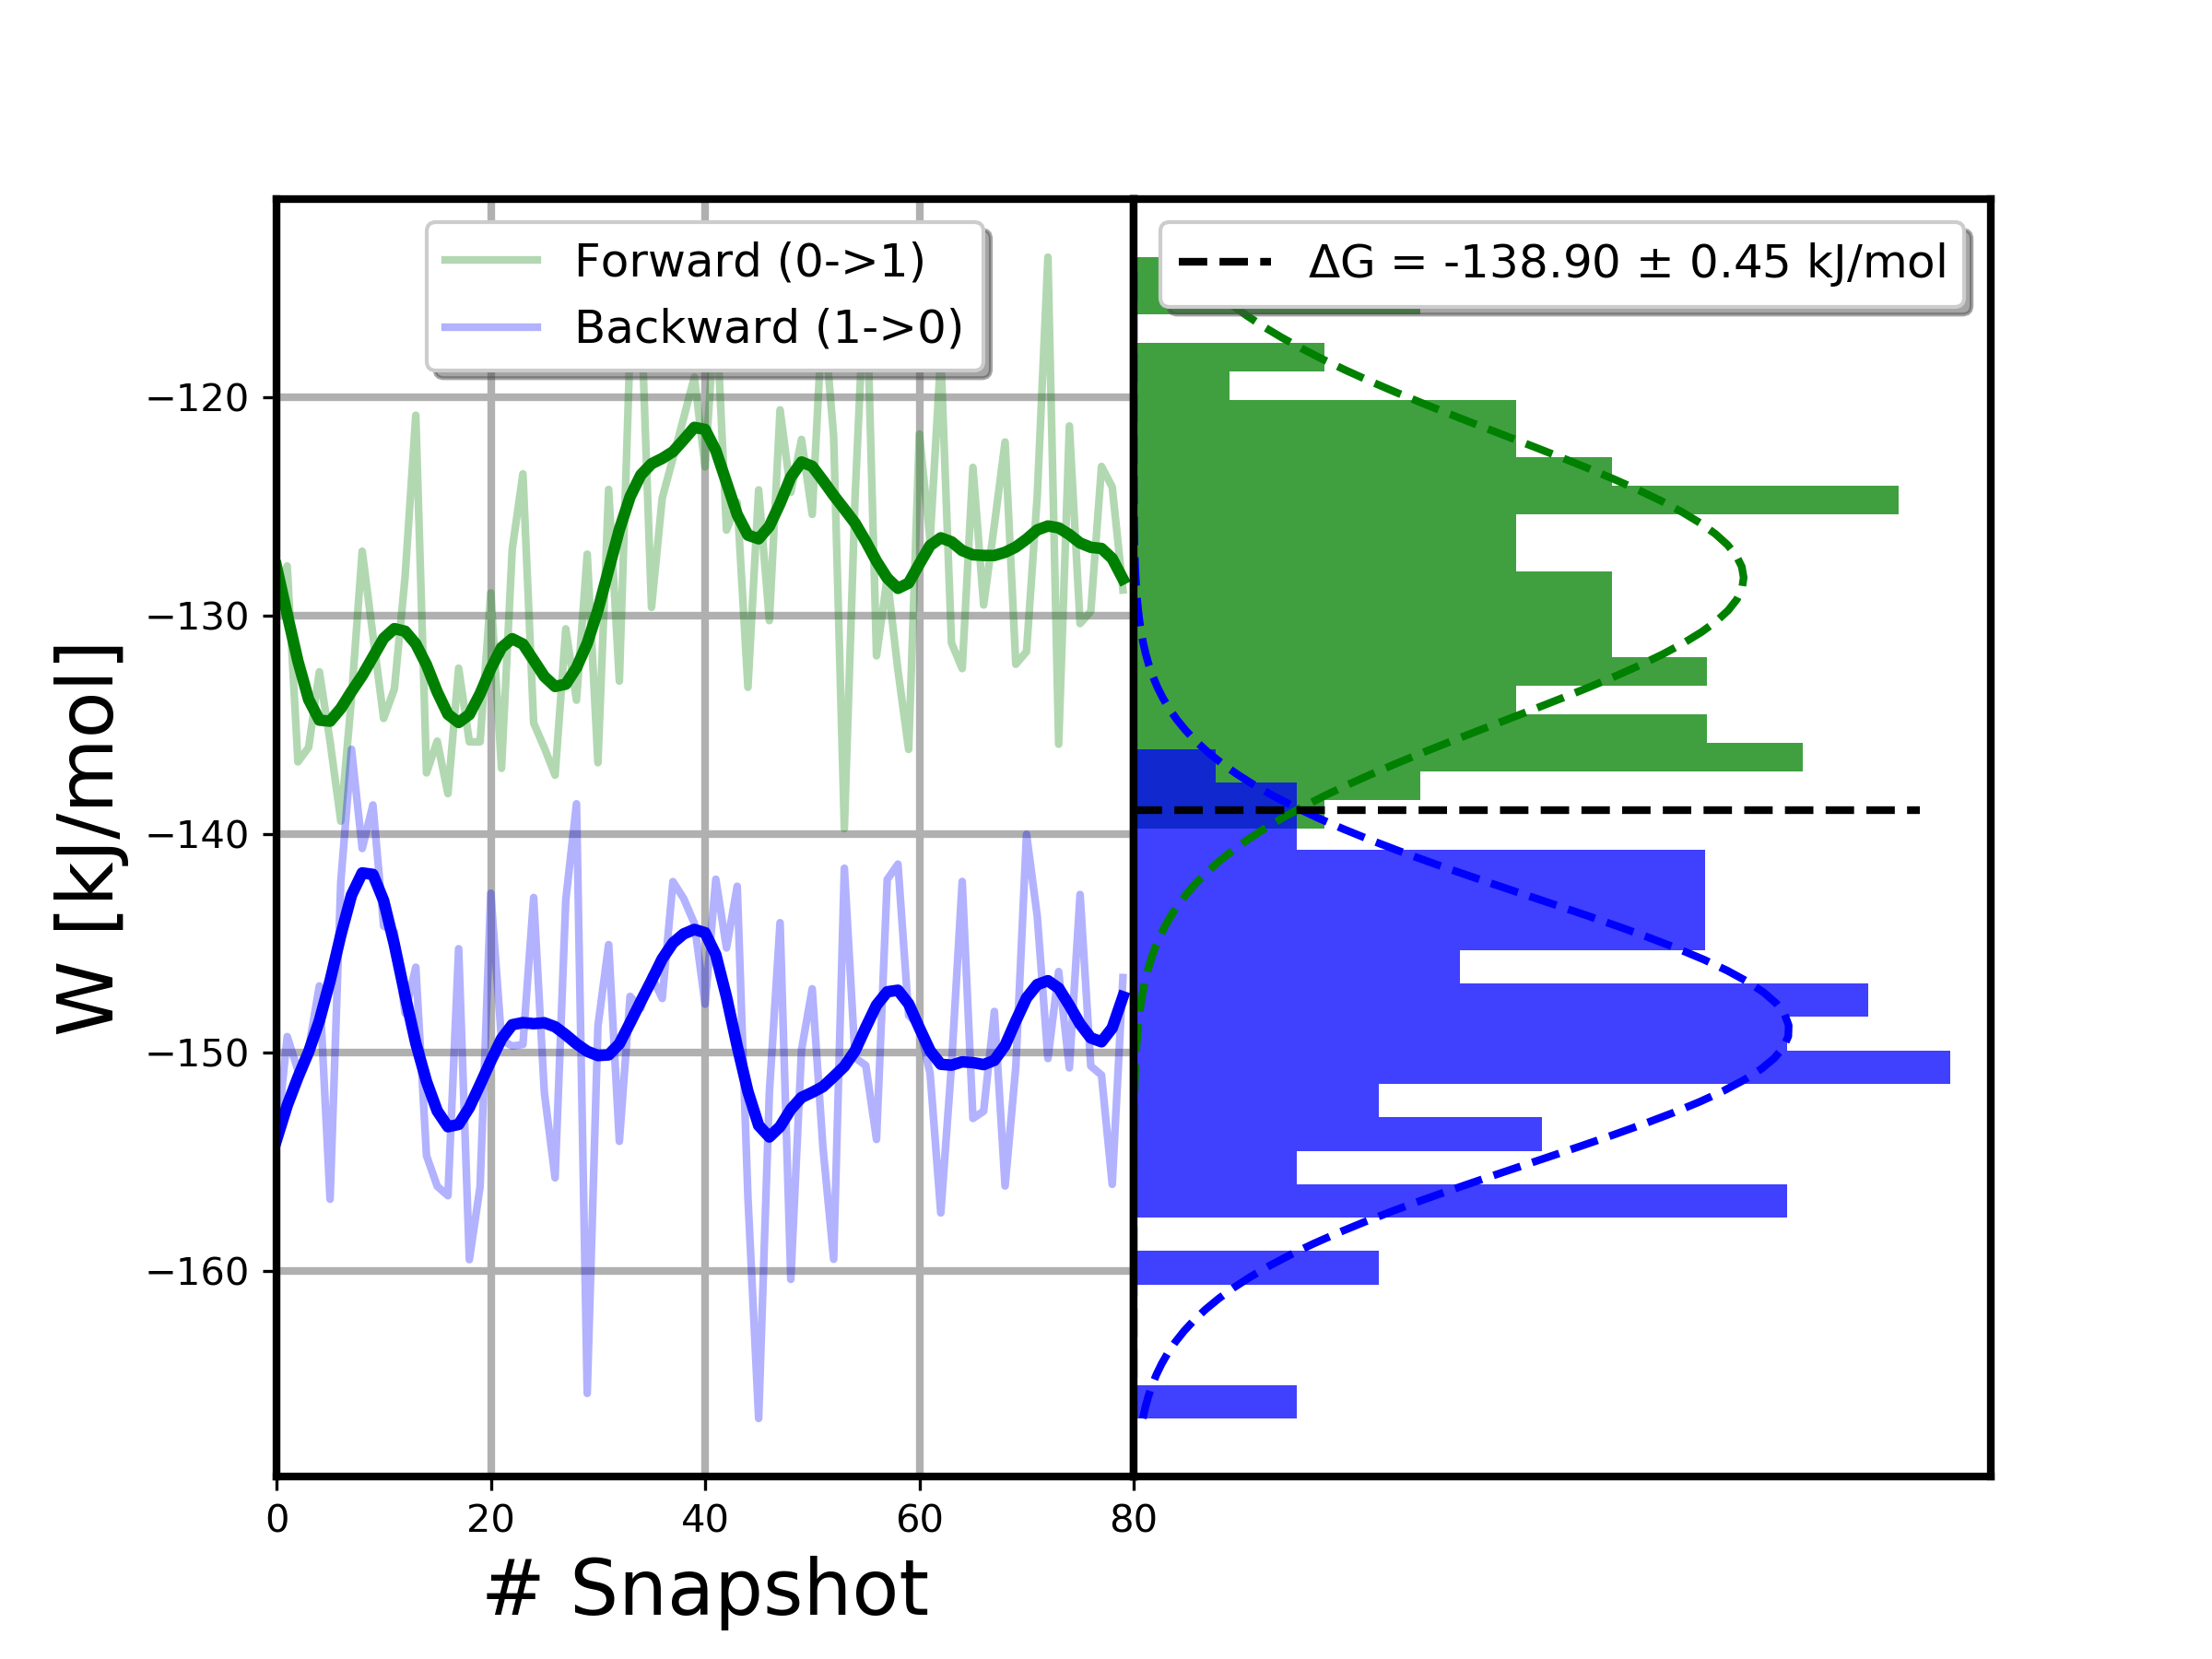 Forward (0->1)
Backward (1->0)
ΔG = -138.90 ± 0.45 kJ/mol
W [kJ/mol]
−120
−130
−140
−150
−160
0 20 40 60 80
# Snapshot